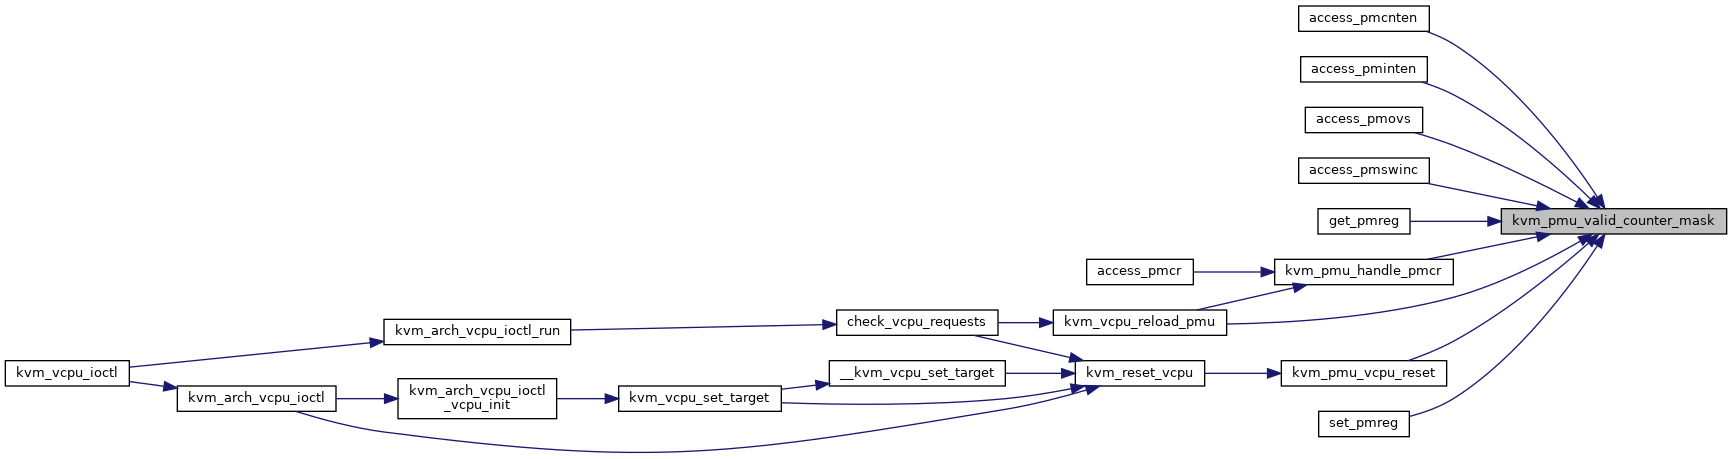 access_pmcnten
access_pminten
access_pmovs
access_pmswinc
kvm_pmu_valid_counter_mask
get_pmreg
access_pmcr
kvm_pmu_handle_pmcr
kvm_arch_vcpu_ioctl_run
check_vcpu_requests
kvm_vcpu_reload_pmu
kvm_vcpu_ioctl
__kvm_vcpu_set_target
kvm_reset_vcpu
kvm_pmu_vcpu_reset
kvm_arch_vcpu_ioctl
kvm_arch_vcpu_ioctl
_vcpu_init
kvm_vcpu_set_target
set_pmreg